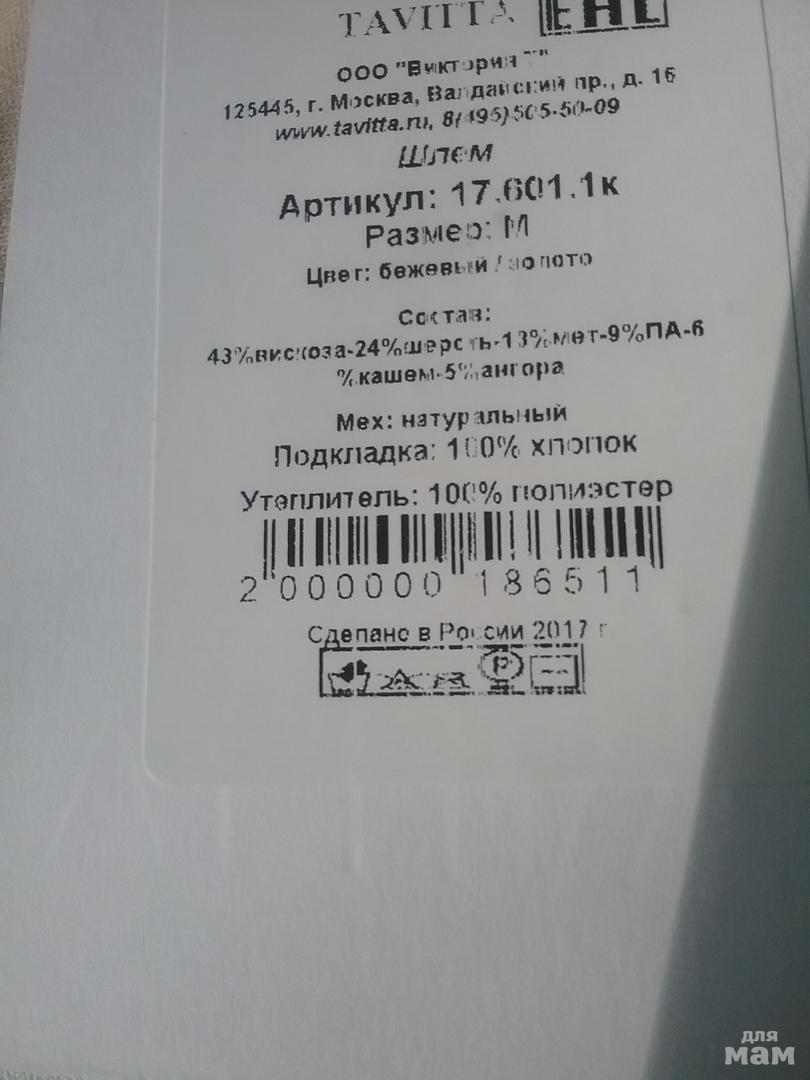 TAVITTA EAC
ООО "Виктория Т"
125445, г. Москва, Валдайский пр., д. 16
www.tavitta.ru, 8(495)505-50-09
Шлем
Артикул: 17.601.1к
Размер: М
Цвет: бежевый / золото
Состав:
43%вискоза-24%шерсть-13%мет-9%ПА-6
%кашем-5%ангора
Мех: натуральный
Подкладка: 100% хлопок
Утеплитель: 100% полиэстер
2 000000 186511
Сделано в России 2017 г
P
для
мам